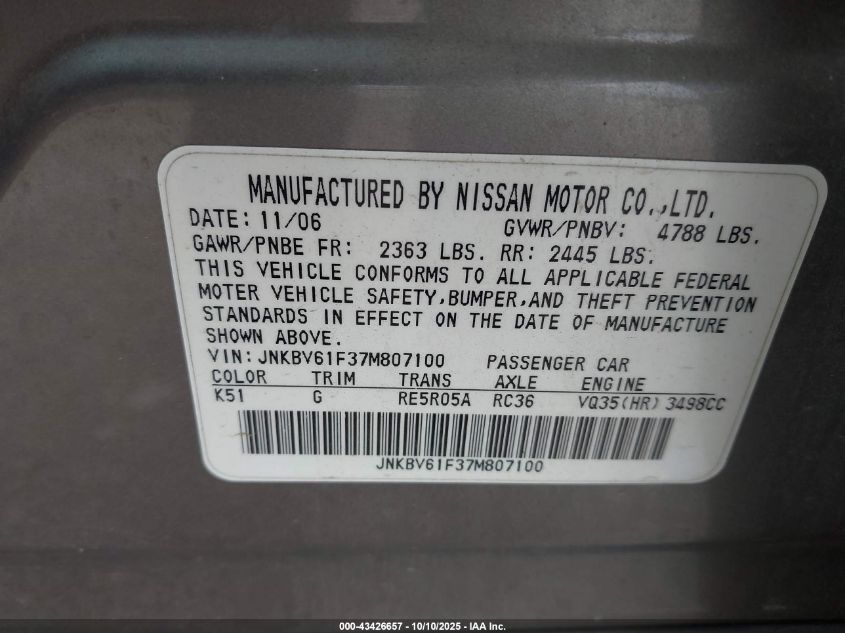 MANUFACTURED BY NISSAN MOTOR CO.,LTD.
DATE: 11/06 GVWR/PNBV: 4788 LBS.
GAWR/PNBE FR: 2363 LBS. RR: 2445 LBS.
THIS VEHICLE CONFORMS TO ALL APPLICABLE FEDERAL
MOTER VEHICLE SAFETY,BUMPER,AND THEFT PREVENTION
STANDARDS IN EFFECT ON THE DATE OF MANUFACTURE
SHOWN ABOVE.
VIN: JNKBV61F37M807100 PASSENGER CAR
COLOR TRIM TRANS AXLE ENGINE
K51 G RE5R05A RC36 VQ35(HR) 3498CC
JNKBV61F37M807100
000-43426657 - 10/10/2025 - IAA Inc.